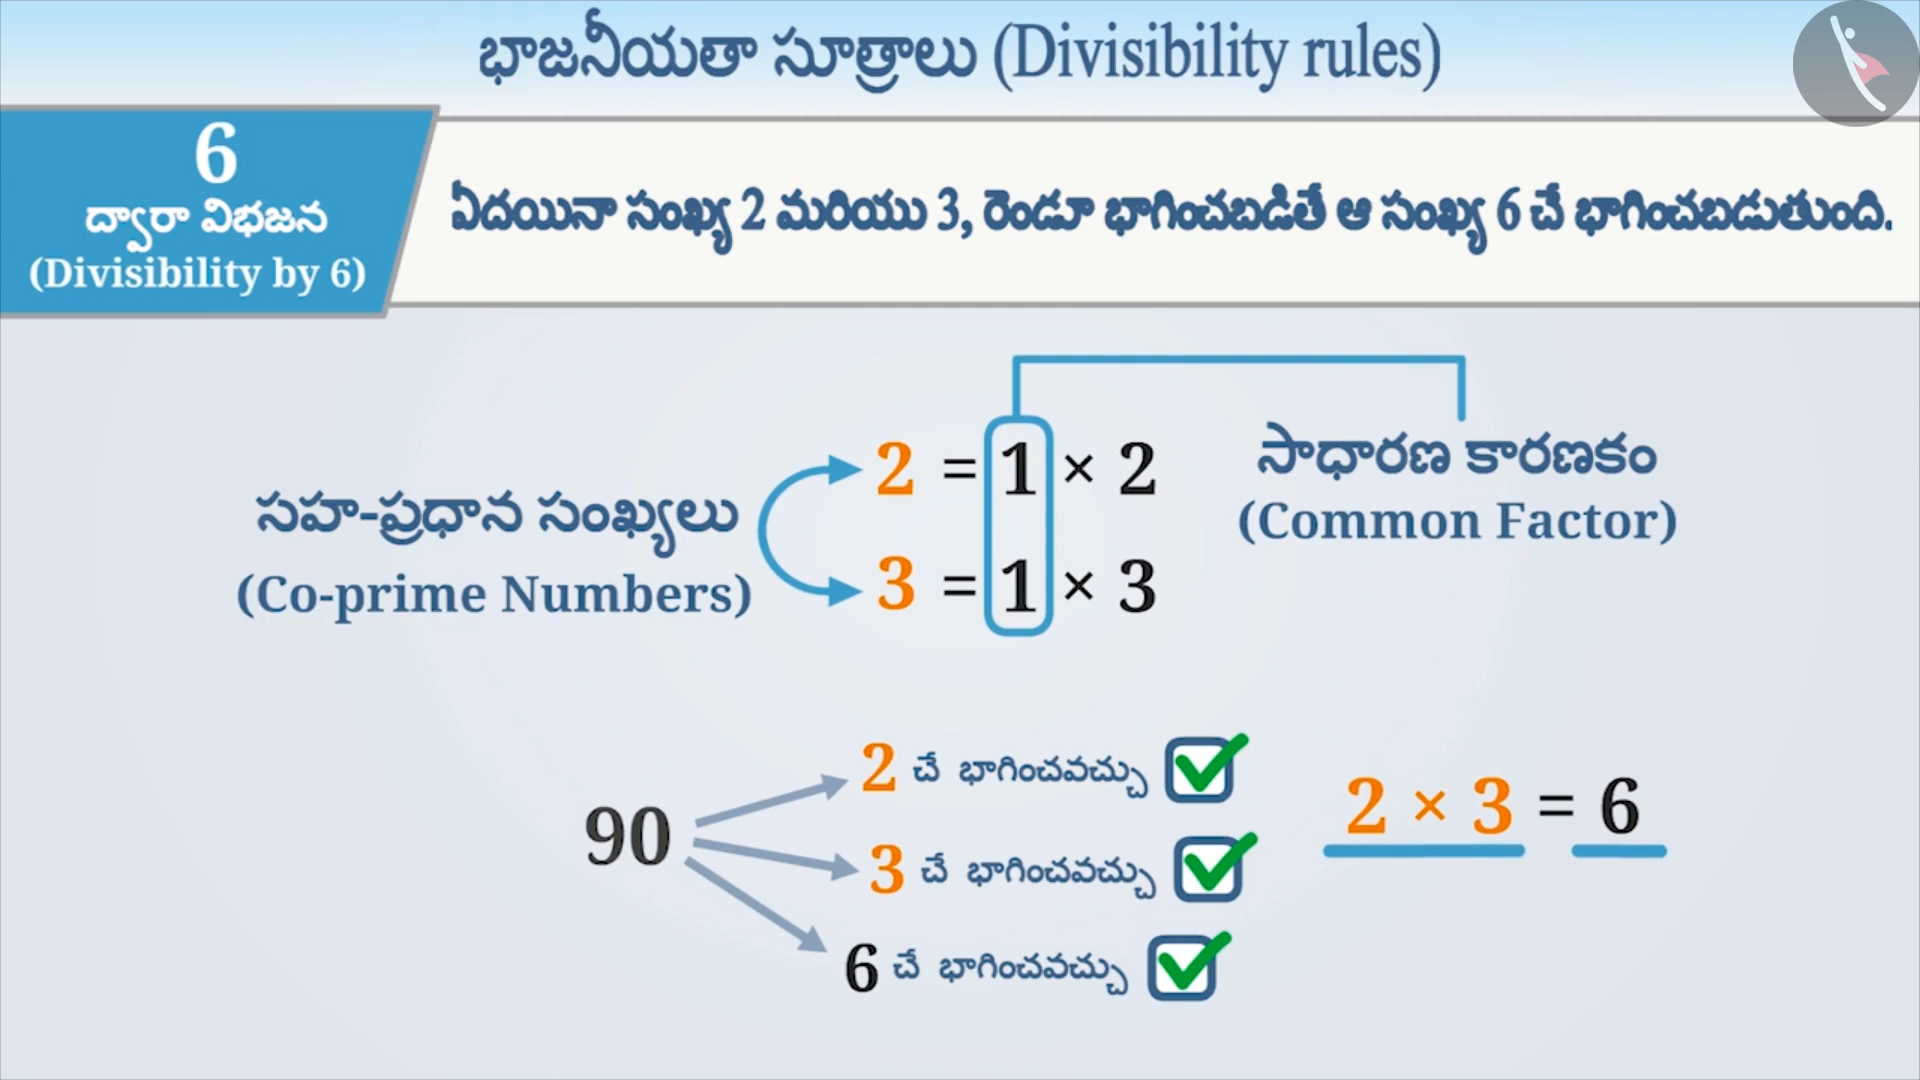 భాజనీయతా సూత్రాలు (Divisibility rules)
6
ద్వారా విభజన
(Divisibility by 6)
ఏదయినా సంఖ్య 2 మరియు 3, రెండూ భాగించబడితే ఆ సంఖ్య 6 చే భాగించబడుతుంది.
2 = 1 × 2
సాధారణ కారణకం
(Common Factor)
సహ-ప్రధాన సంఖ్యలు
(Co-prime Numbers)
3 = 1 × 3
2 చే భాగించవచ్చు
90
3 చే భాగించవచ్చు
6 చే భాగించవచ్చు
2 × 3 = 6